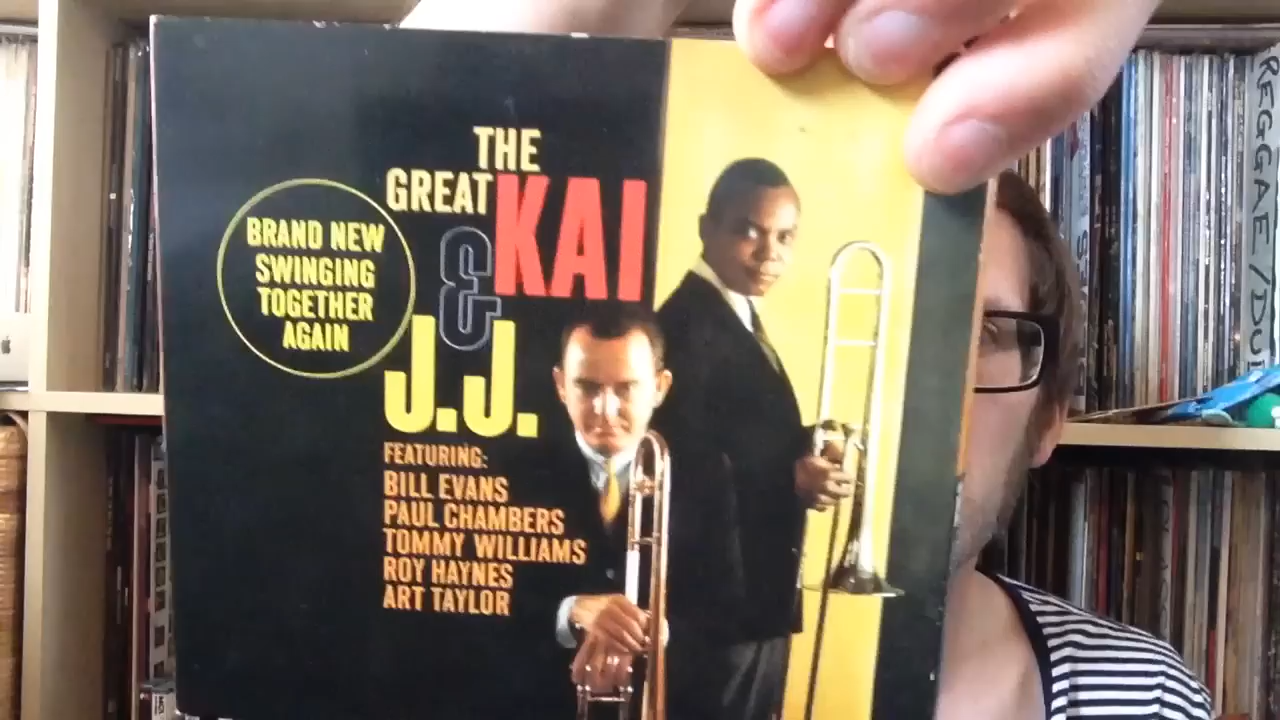 THE
GREAT KAI
&
J.J.
BRAND NEW
SWINGING
TOGETHER
AGAIN
FEATURING:
BILL EVANS
PAUL CHAMBERS
TOMMY WILLIAMS
ROY HAYNES
ART TAYLOR
REGGAE/DU